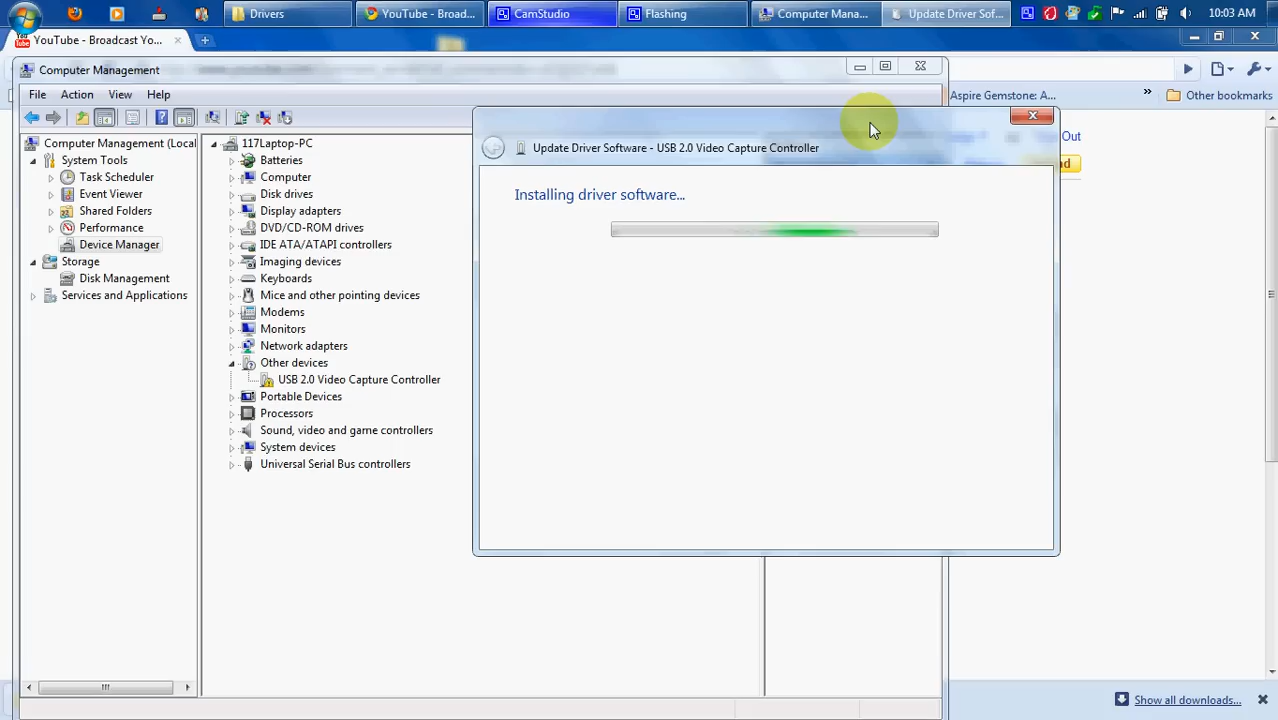 Drivers
YouTube - Broad...
CamStudio
Flashing
Computer Mana...
Update Driver Sof...
10:03 AM
YouTube - Broadcast Yo...
Computer Management
File Action View Help
Aspire Gemstone: A...
»
Other bookmarks
Out
Update Driver Software - USB 2.0 Video Capture Controller
Installing driver software...
Computer Management (Local
System Tools
Task Scheduler
Event Viewer
Shared Folders
Performance
Device Manager
Storage
Disk Management
Services and Applications
117Laptop-PC
Batteries
Computer
Disk drives
Display adapters
DVD/CD-ROM drives
IDE ATA/ATAPI controllers
Imaging devices
Keyboards
Mice and other pointing devices
Modems
Monitors
Network adapters
Other devices
USB 2.0 Video Capture Controller
Portable Devices
Processors
Sound, video and game controllers
System devices
Universal Serial Bus controllers
Show all downloads...